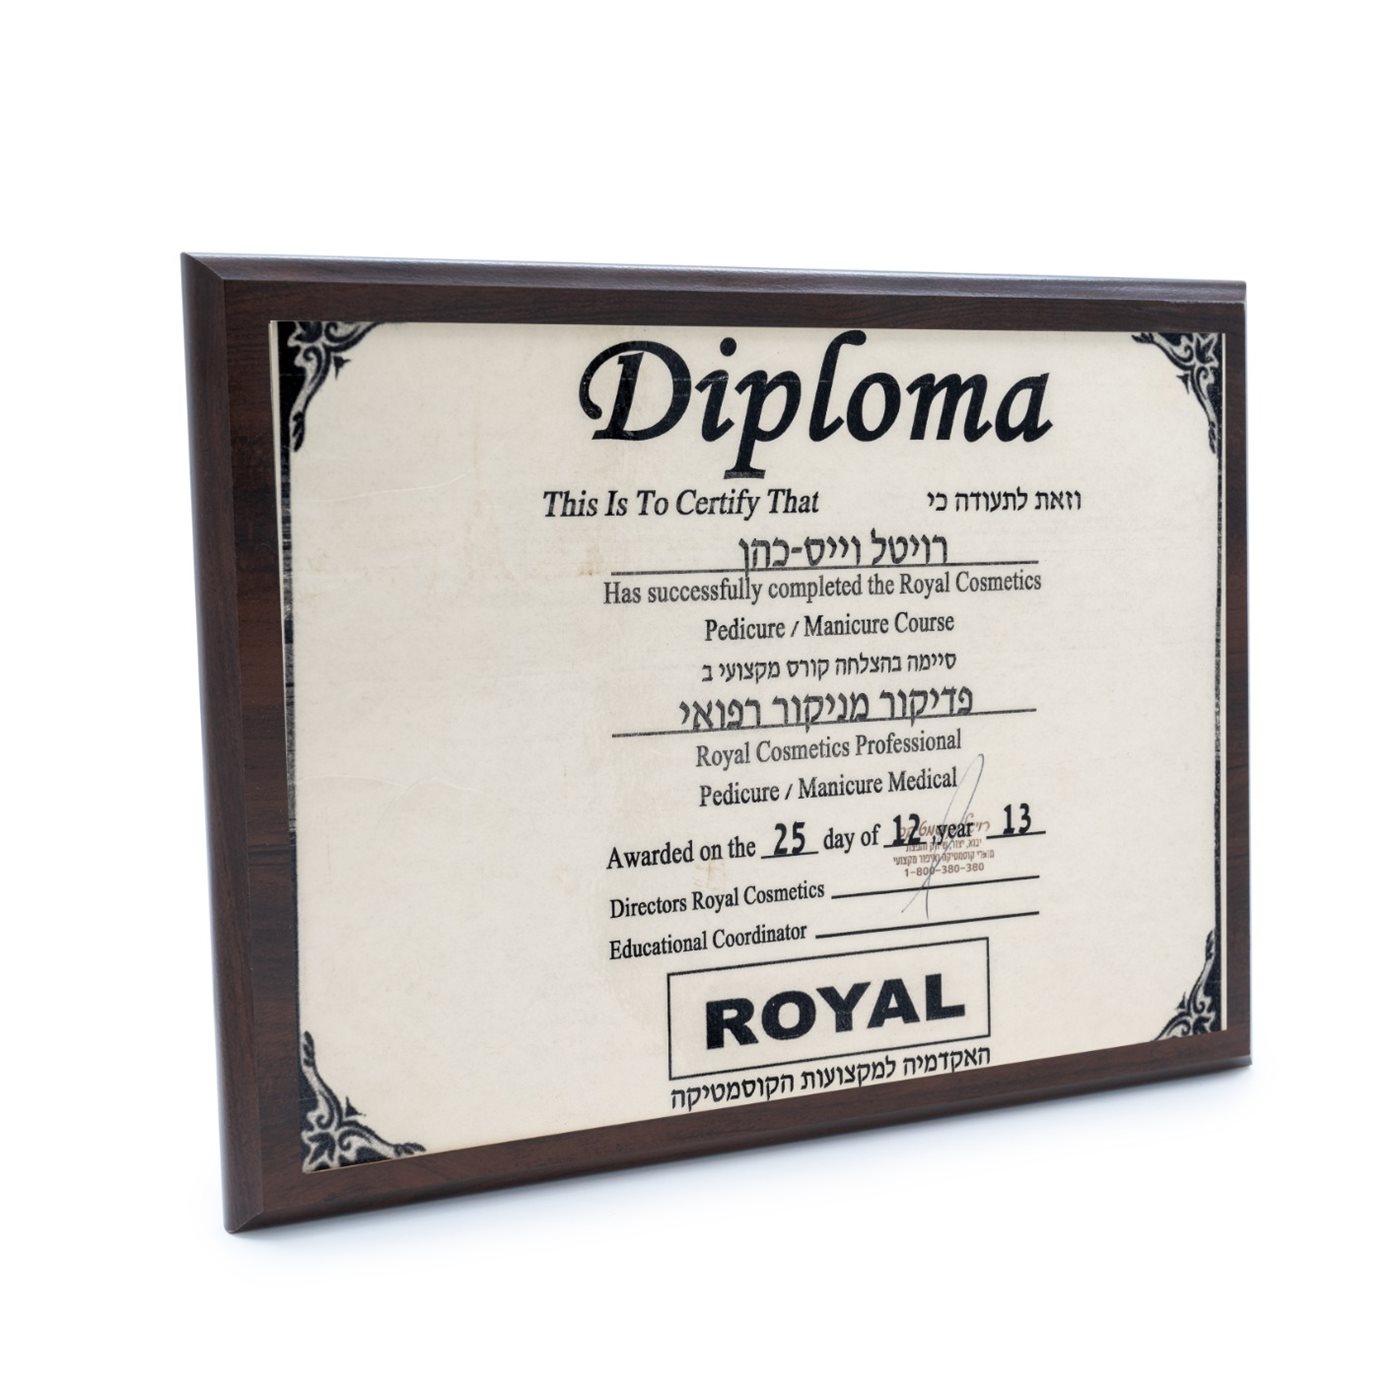 Diploma
This Is To Certify That וזאת לתעודה כי
רויטל וייס-כהן
Has successfully completed the Royal Cosmetics
Pedicure / Manicure Course
סיימה בהצלחה קורס מקצועי ב
פדיקור מניקור רפואי
Royal Cosmetics Professional
Pedicure / Manicure Medical
Awarded on the 25 day of 12 ,year 13
1-800-380-380
Directors Royal Cosmetics
Educational Coordinator
ROYAL
האקדמיה למקצועות הקוסמטיקה